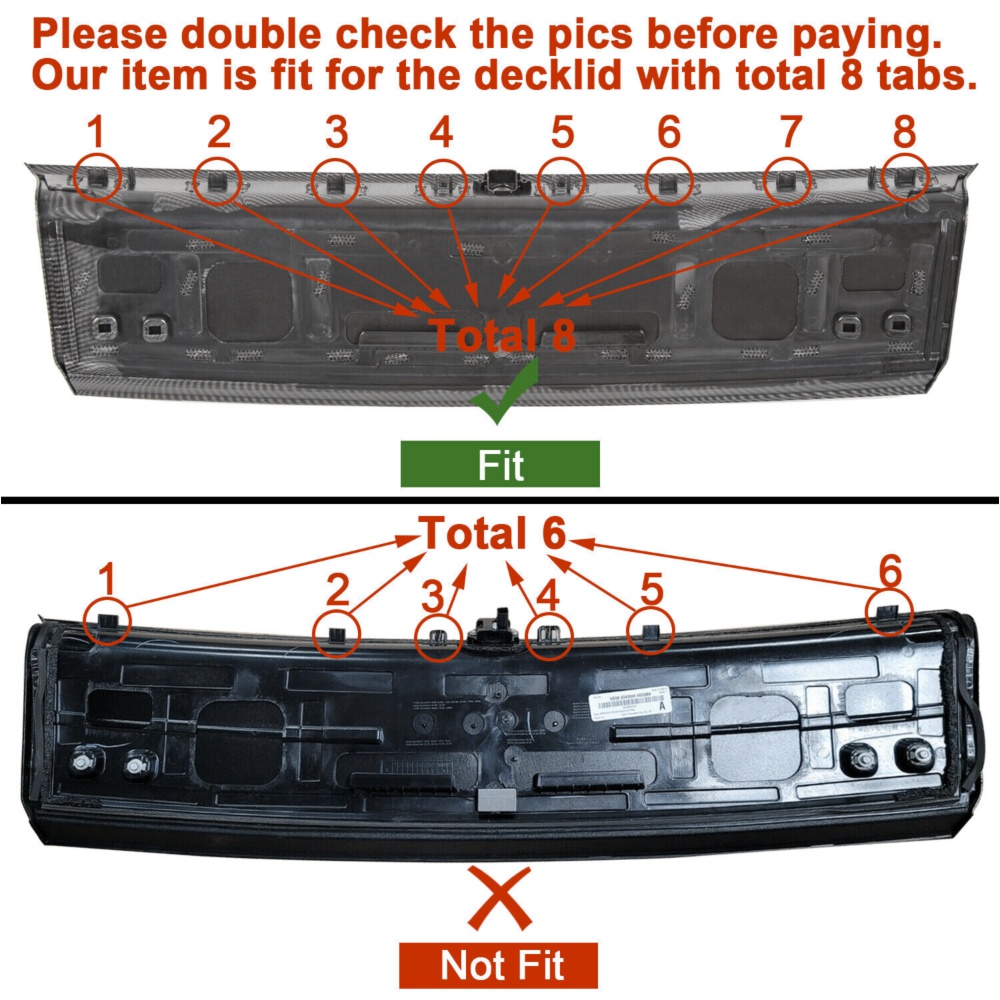 Please double check the pics before paying.
Our item is fit for the decklid with total 8 tabs.
1 2 3 4 5 6 7 8
Total 8
Fit
Total 6
1 2 3 4 5 6
A
Not Fit